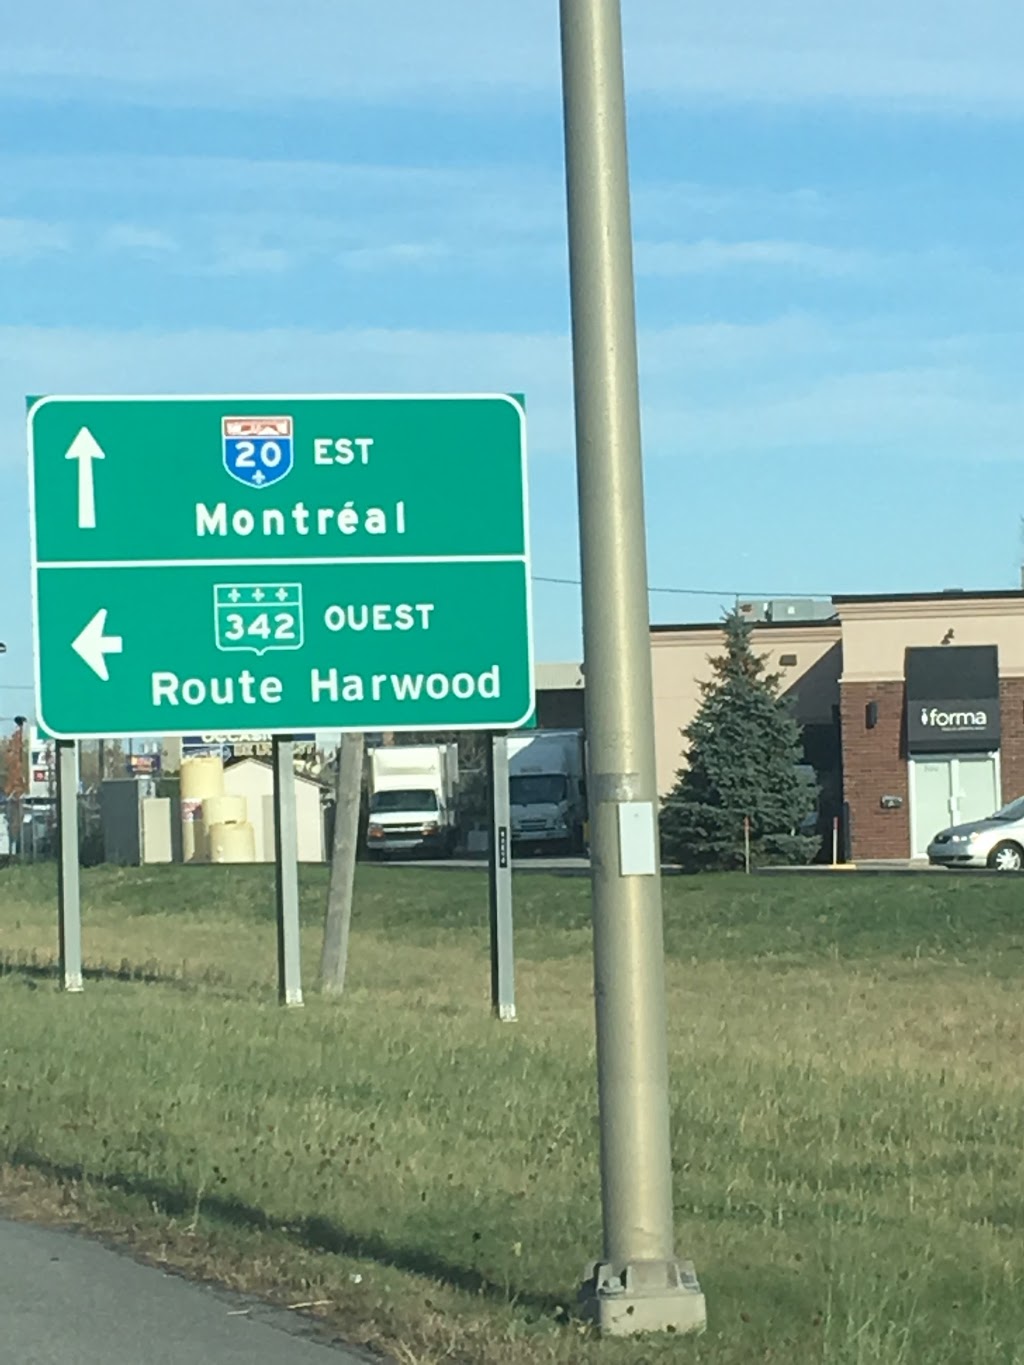 20 EST
Montréal
342 OUEST
Route Harwood
forma